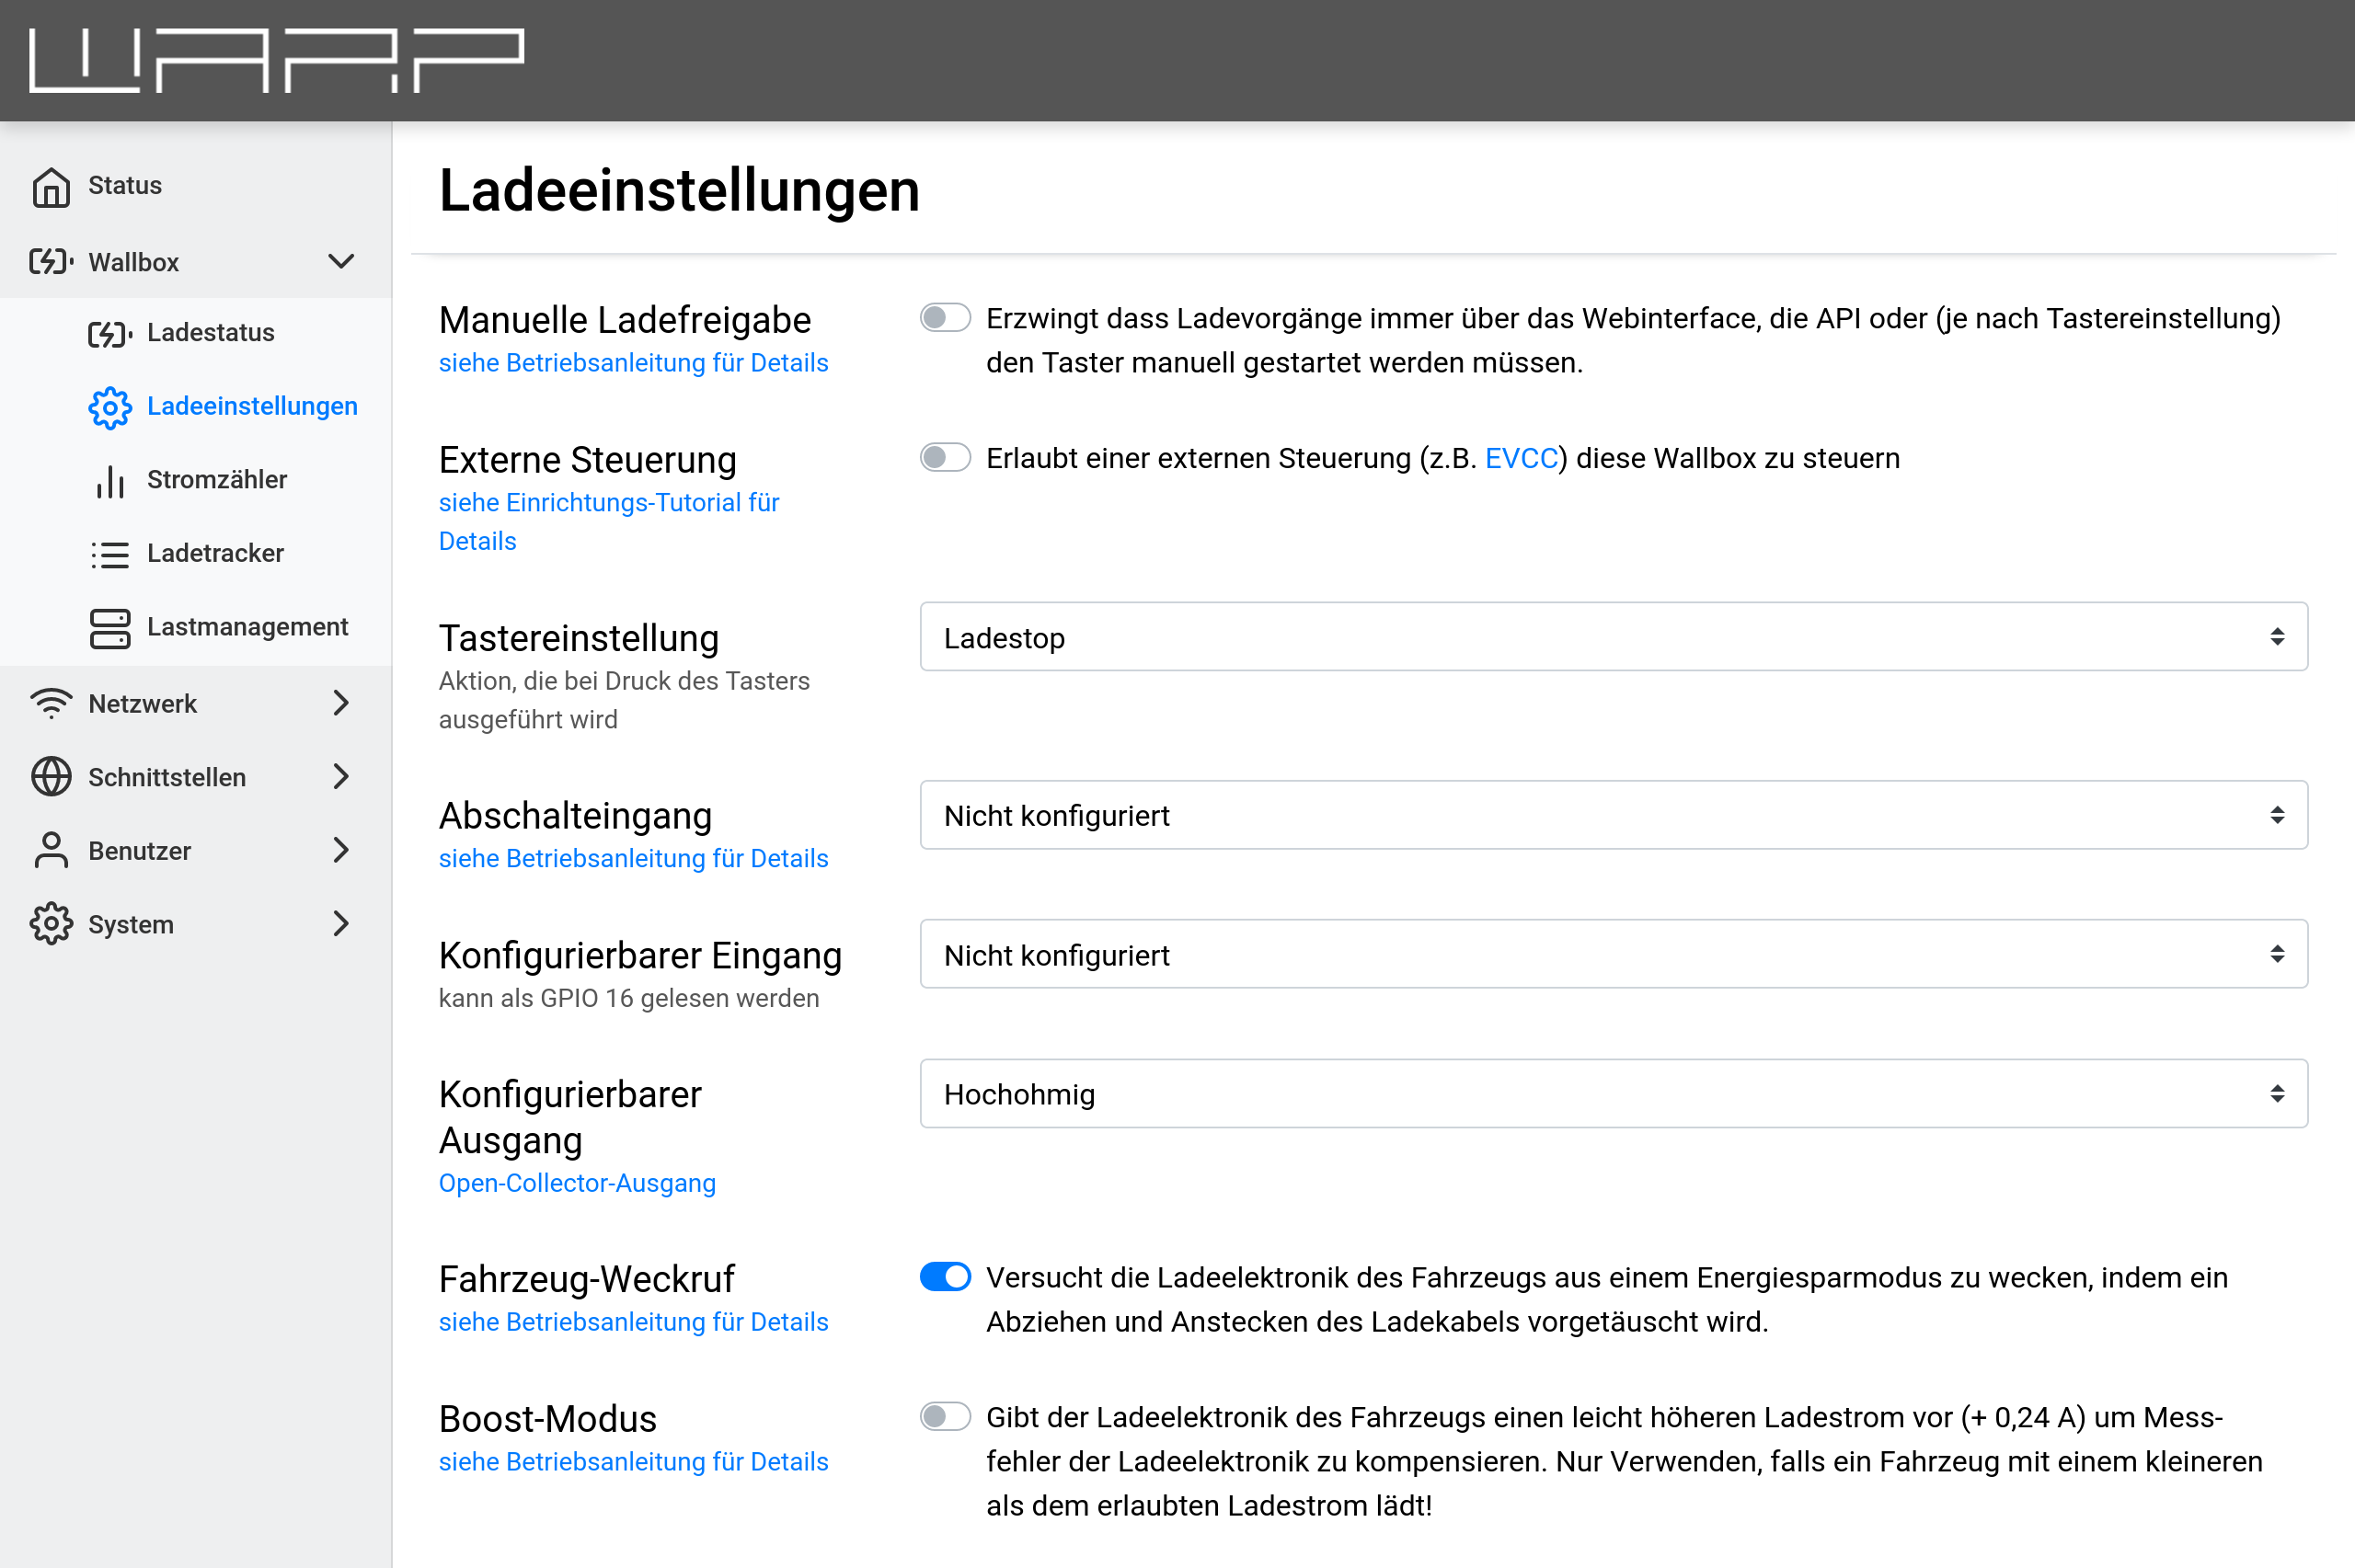 WARP
Status
Wallbox
Ladestatus
Ladeeinstellungen
Stromzähler
Ladetracker
Lastmanagement
Netzwerk
Schnittstellen
Benutzer
System
Ladeeinstellungen
Manuelle Ladefreigabe
siehe Betriebsanleitung für Details
Erzwingt dass Ladevorgänge immer über das Webinterface, die API oder (je nach Tastereinstellung)
den Taster manuell gestartet werden müssen.
Externe Steuerung
siehe Einrichtungs-Tutorial für
Details
Erlaubt einer externen Steuerung (z.B. EVCC) diese Wallbox zu steuern
Tastereinstellung
Aktion, die bei Druck des Tasters
ausgeführt wird
Ladestop
Abschalteingang
siehe Betriebsanleitung für Details
Nicht konfiguriert
Konfigurierbarer Eingang
kann als GPIO 16 gelesen werden
Nicht konfiguriert
Konfigurierbarer
Ausgang
Open-Collector-Ausgang
Hochohmig
Fahrzeug-Weckruf
siehe Betriebsanleitung für Details
Versucht die Ladeelektronik des Fahrzeugs aus einem Energiesparmodus zu wecken, indem ein
Abziehen und Anstecken des Ladekabels vorgetäuscht wird.
Boost-Modus
siehe Betriebsanleitung für Details
Gibt der Ladeelektronik des Fahrzeugs einen leicht höheren Ladestrom vor (+ 0,24 A) um Mess-
fehler der Ladeelektronik zu kompensieren. Nur Verwenden, falls ein Fahrzeug mit einem kleineren
als dem erlaubten Ladestrom lädt!